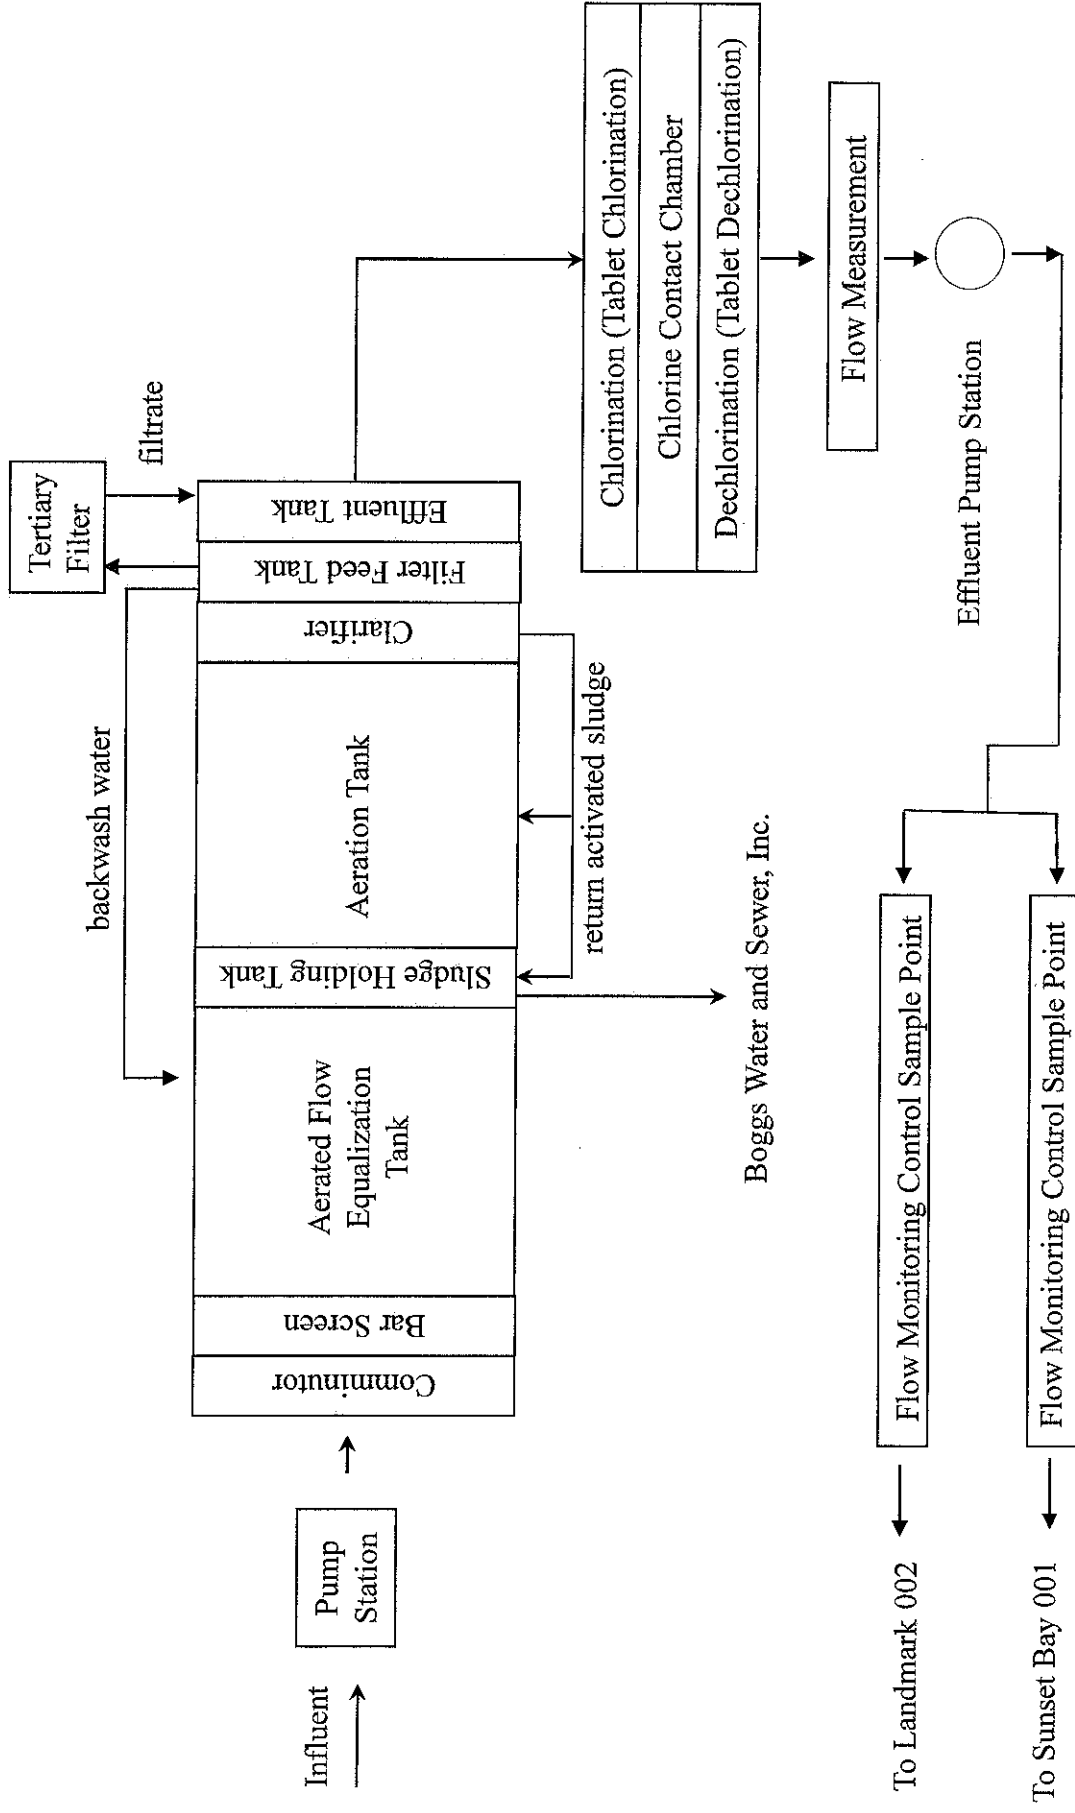 Influent
Pump
Station
Comminutor
Bar Screen
Aerated Flow
Equalization
Tank
Sludge Holding Tank
Aeration Tank
Clarifier
Filter Feed Tank
Effluent Tank
backwash water
Tertiary
Filter
filtrate
return activated sludge
Boggs Water and Sewer, Inc.
Chlorination (Tablet Chlorination)
Chlorine Contact Chamber
Dechlorination (Tablet Dechlorination)
Flow Measurement
Effluent Pump Station
To Landmark 002
Flow Monitoring Control Sample Point
To Sunset Bay 001
Flow Monitoring Control Sample Point